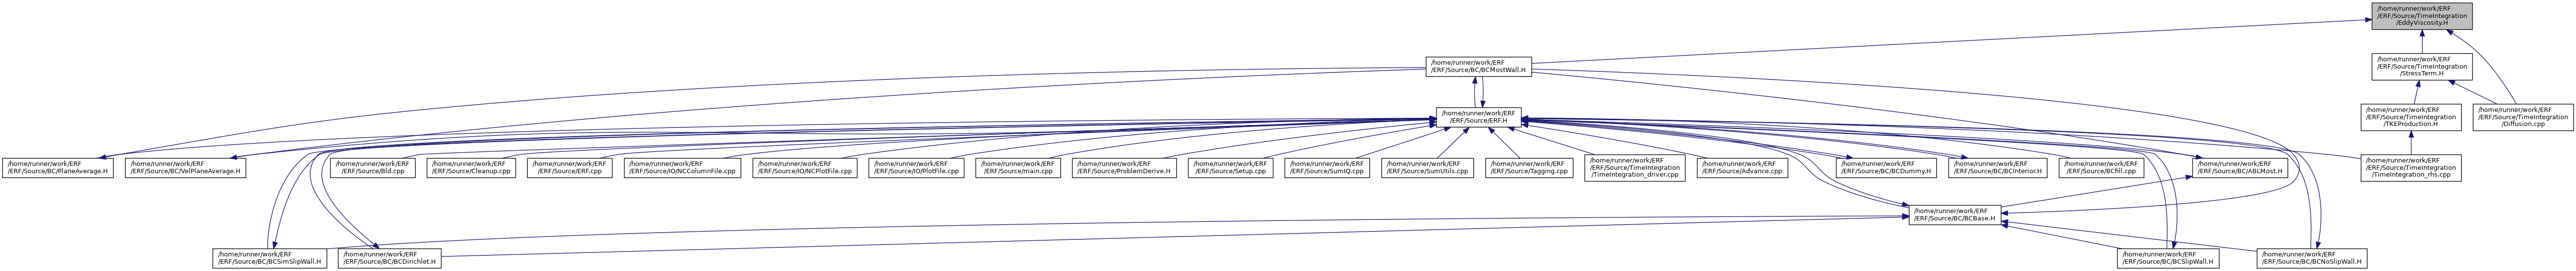 /home/runner/work/ERF
/ERF/Source/TimeIntegration
/EddyViscosity.H
/home/runner/work/ERF
/ERF/Source/BC/BCMostWall.H
/home/runner/work/ERF
/ERF/Source/TimeIntegration
/StressTerm.H
/home/runner/work/ERF
/ERF/Source/ERF.H
/home/runner/work/ERF
/ERF/Source/TimeIntegration
/TKEProduction.H
/home/runner/work/ERF
/ERF/Source/TimeIntegration
/Diffusion.cpp
/home/runner/work/ERF
/ERF/Source/BC/PlaneAverage.H
/home/runner/work/ERF
/ERF/Source/BC/VelPlaneAverage.H
/home/runner/work/ERF
/ERF/Source/Bld.cpp
/home/runner/work/ERF
/ERF/Source/Cleanup.cpp
/home/runner/work/ERF
/ERF/Source/ERF.cpp
/home/runner/work/ERF
/ERF/Source/IO/NCColumnFile.cpp
/home/runner/work/ERF
/ERF/Source/IO/NCPlotFile.cpp
/home/runner/work/ERF
/ERF/Source/IO/PlotFile.cpp
/home/runner/work/ERF
/ERF/Source/main.cpp
/home/runner/work/ERF
/ERF/Source/ProblemDerive.H
/home/runner/work/ERF
/ERF/Source/Setup.cpp
/home/runner/work/ERF
/ERF/Source/SumIQ.cpp
/home/runner/work/ERF
/ERF/Source/SumUtils.cpp
/home/runner/work/ERF
/ERF/Source/Tagging.cpp
/home/runner/work/ERF
/ERF/Source/TimeIntegration
/TimeIntegration_driver.cpp
/home/runner/work/ERF
/ERF/Source/Advance.cpp
/home/runner/work/ERF
/ERF/Source/BC/BCDummy.H
/home/runner/work/ERF
/ERF/Source/BC/BCInterior.H
/home/runner/work/ERF
/ERF/Source/BC/BCfill.cpp
/home/runner/work/ERF
/ERF/Source/BC/ABLMost.H
/home/runner/work/ERF
/ERF/Source/TimeIntegration
/TimeIntegration_rhs.cpp
/home/runner/work/ERF
/ERF/Source/BC/BCBase.H
/home/runner/work/ERF
/ERF/Source/BC/BCSimSlipWall.H
/home/runner/work/ERF
/ERF/Source/BC/BCDirichlet.H
/home/runner/work/ERF
/ERF/Source/BC/BCSlipWall.H
/home/runner/work/ERF
/ERF/Source/BC/BCNoSlipWall.H